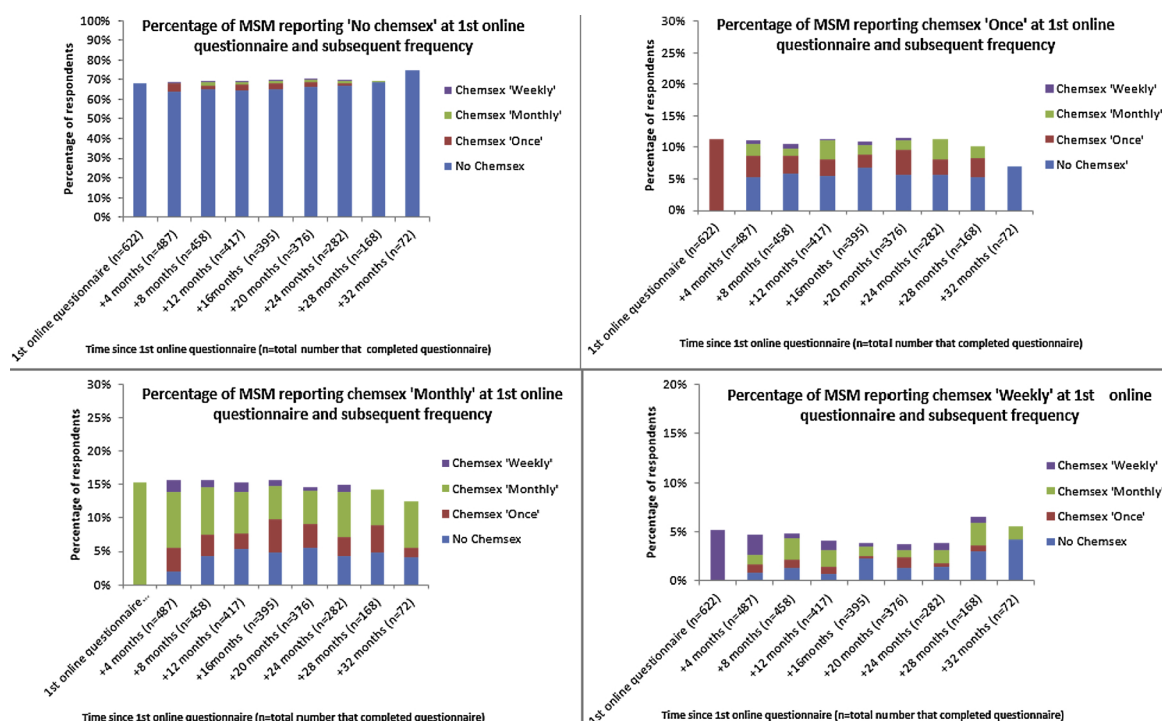 Percentage of MSM reporting 'No chemsex' at 1st online
questionnaire and subsequent frequency
Percentage of respondents
100%
90%
80%
70%
60%
50%
40%
30%
20%
10%
0%
Chemsex 'Weekly'
Chemsex 'Monthly'
Chemsex 'Once'
No Chemsex
1st online questionnaire (n=622)
+4 months (n=487)
+8 months (n=458)
+12 months (n=417)
+16months (n=395)
+20 months (n=376)
+24 months (n=282)
+28 months (n=168)
+32 months (n=72)
Time since 1st online questionnaire (n=total number that completed questionnaire)
Percentage of MSM reporting chemsex 'Once' at 1st online
questionnaire and subsequent frequency
Percentage of respondents
30%
25%
20%
15%
10%
5%
0%
Chemsex 'Weekly'
Chemsex 'Monthly'
Chemsex 'Once'
No Chemsex'
1st online questionnaire (n=622)
+4 months (n=487)
+8 months (n=458)
+12 months (n=417)
+16months (n=395)
+20 months (n=376)
+24 months (n=282)
+28 months (n=168)
+32 months (n=72)
Time since 1st online questionnaire (n=total number that completed questionnaire)
Percentage of MSM reporting chemsex 'Monthly' at 1st online
questionnaire and subsequent frequency
Percentage of respondents
30%
25%
20%
15%
10%
5%
0%
Chemsex 'Weekly'
Chemsex 'Monthly'
Chemsex 'Once'
No Chemsex
1st online questionnaire...
+4 months (n=487)
+8 months (n=458)
+12 months (n=417)
+16months (n=395)
+20 months (n=376)
+24 months (n=282)
+28 months (n=168)
+32 months (n=72)
Time since 1st online questionnaire (n=total number that completed questionnaire)
Percentage of MSM reporting chemsex 'Weekly' at 1st online
questionnaire and subsequent frequency
Percentage of respondents
20%
15%
10%
5%
0%
Chemsex 'Weekly'
Chemsex 'Monthly'
Chemsex 'Once'
No Chemsex
1st online questionnaire (n=622)
+4 months (n=487)
+8 months (n=458)
+12 months (n=417)
+16months (n=395)
+20 months (n=376)
+24 months (n=282)
+28 months (n=168)
+32 months (n=72)
Time since 1st online questionnaire (n=total number that completed questionnaire)